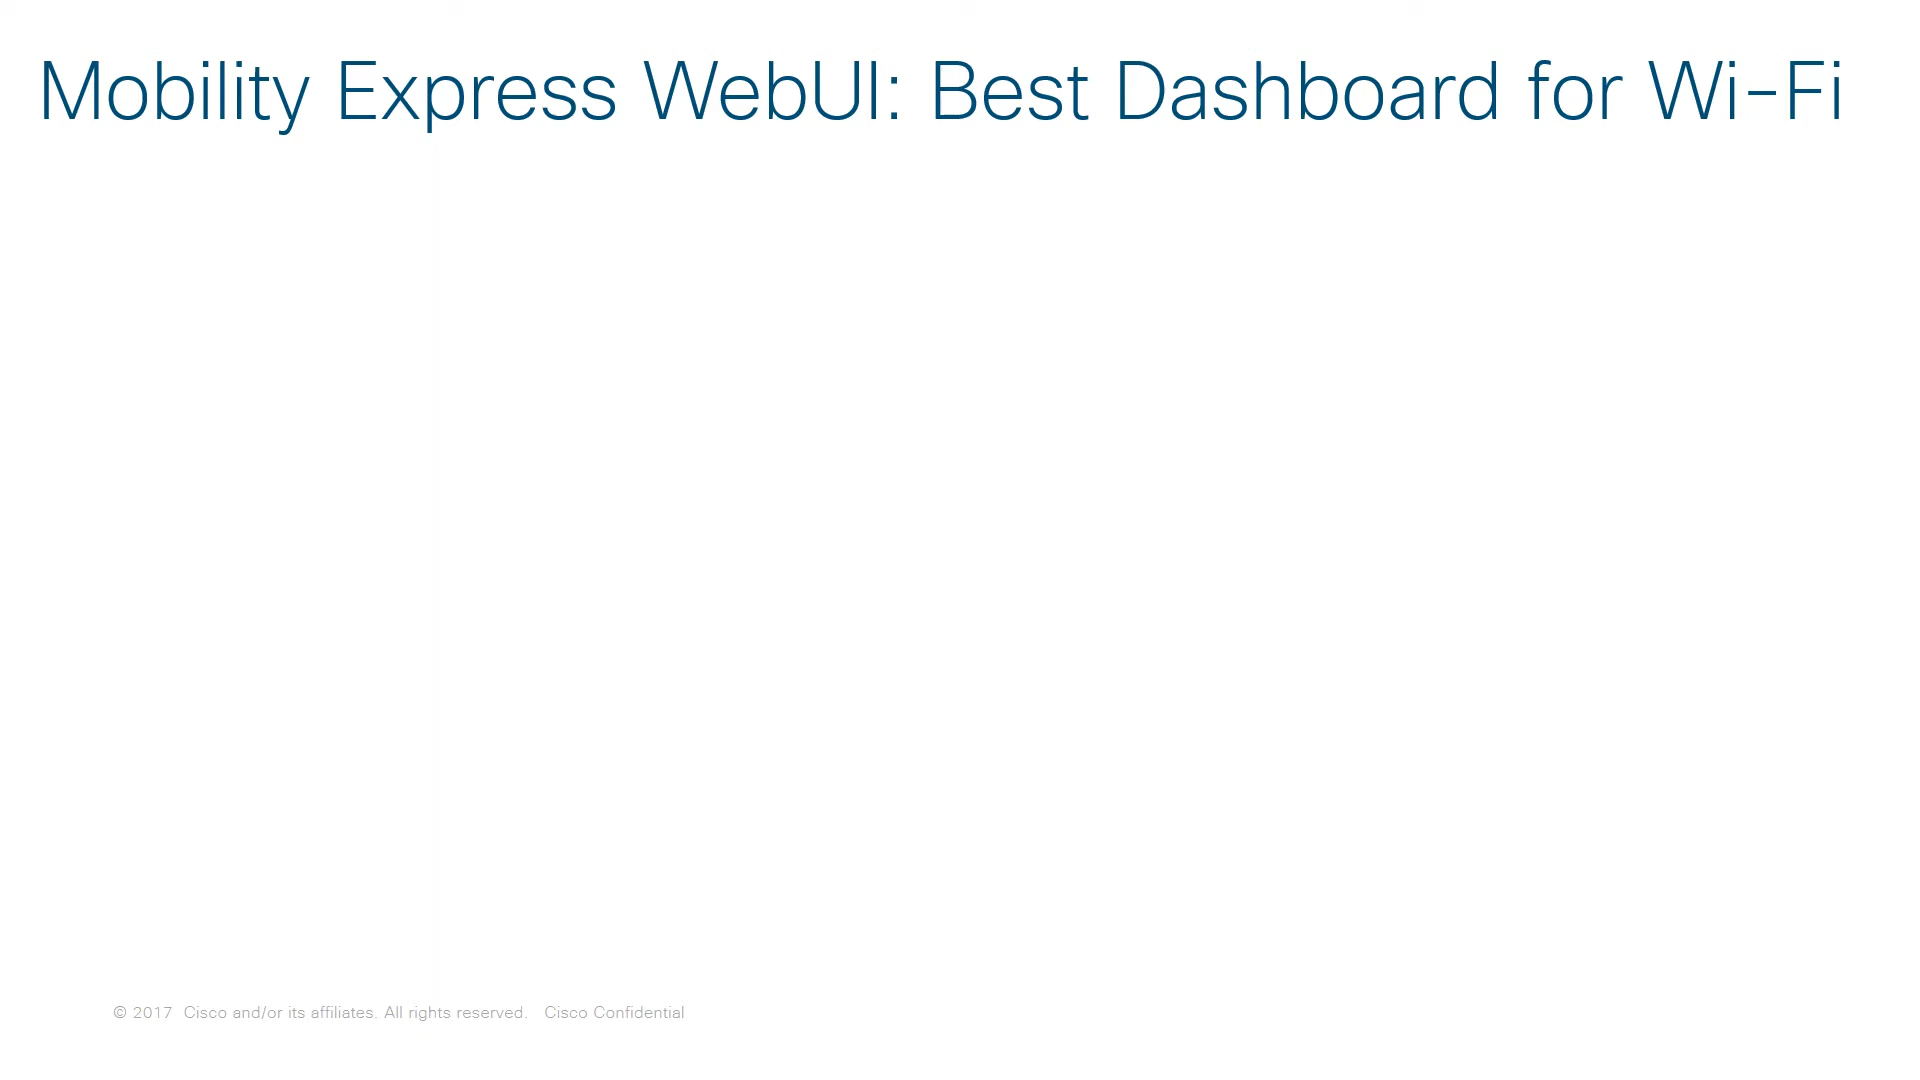 Mobility Express WebUI: Best Dashboard for Wi-Fi
© 2017 Cisco and/or its affiliates. All rights reserved. Cisco Confidential